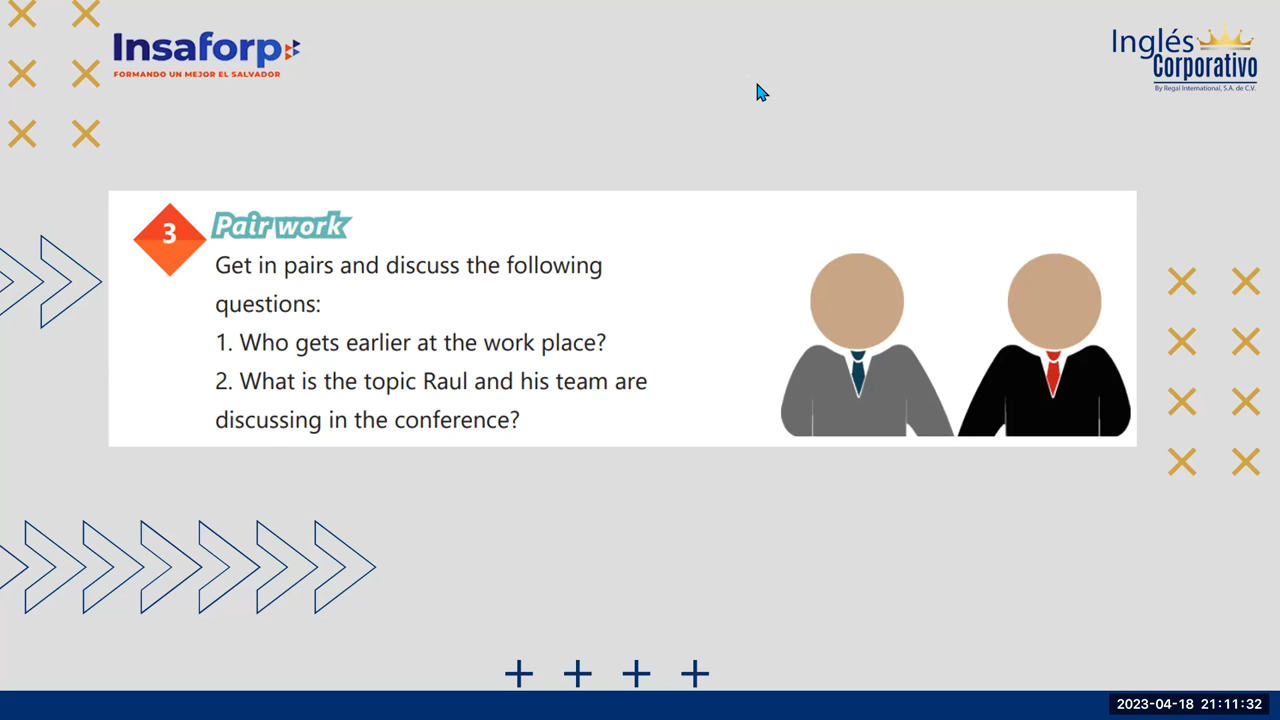 Insaforp
FORMANDO UN MEJOR EL SALVADOR
Inglés
Corporativo
By Regal International, S.A. de C.V.
3
Pair work
Get in pairs and discuss the following
questions:
1. Who gets earlier at the work place?
2. What is the topic Raul and his team are
discussing in the conference?
2023-04-18 21:11:32